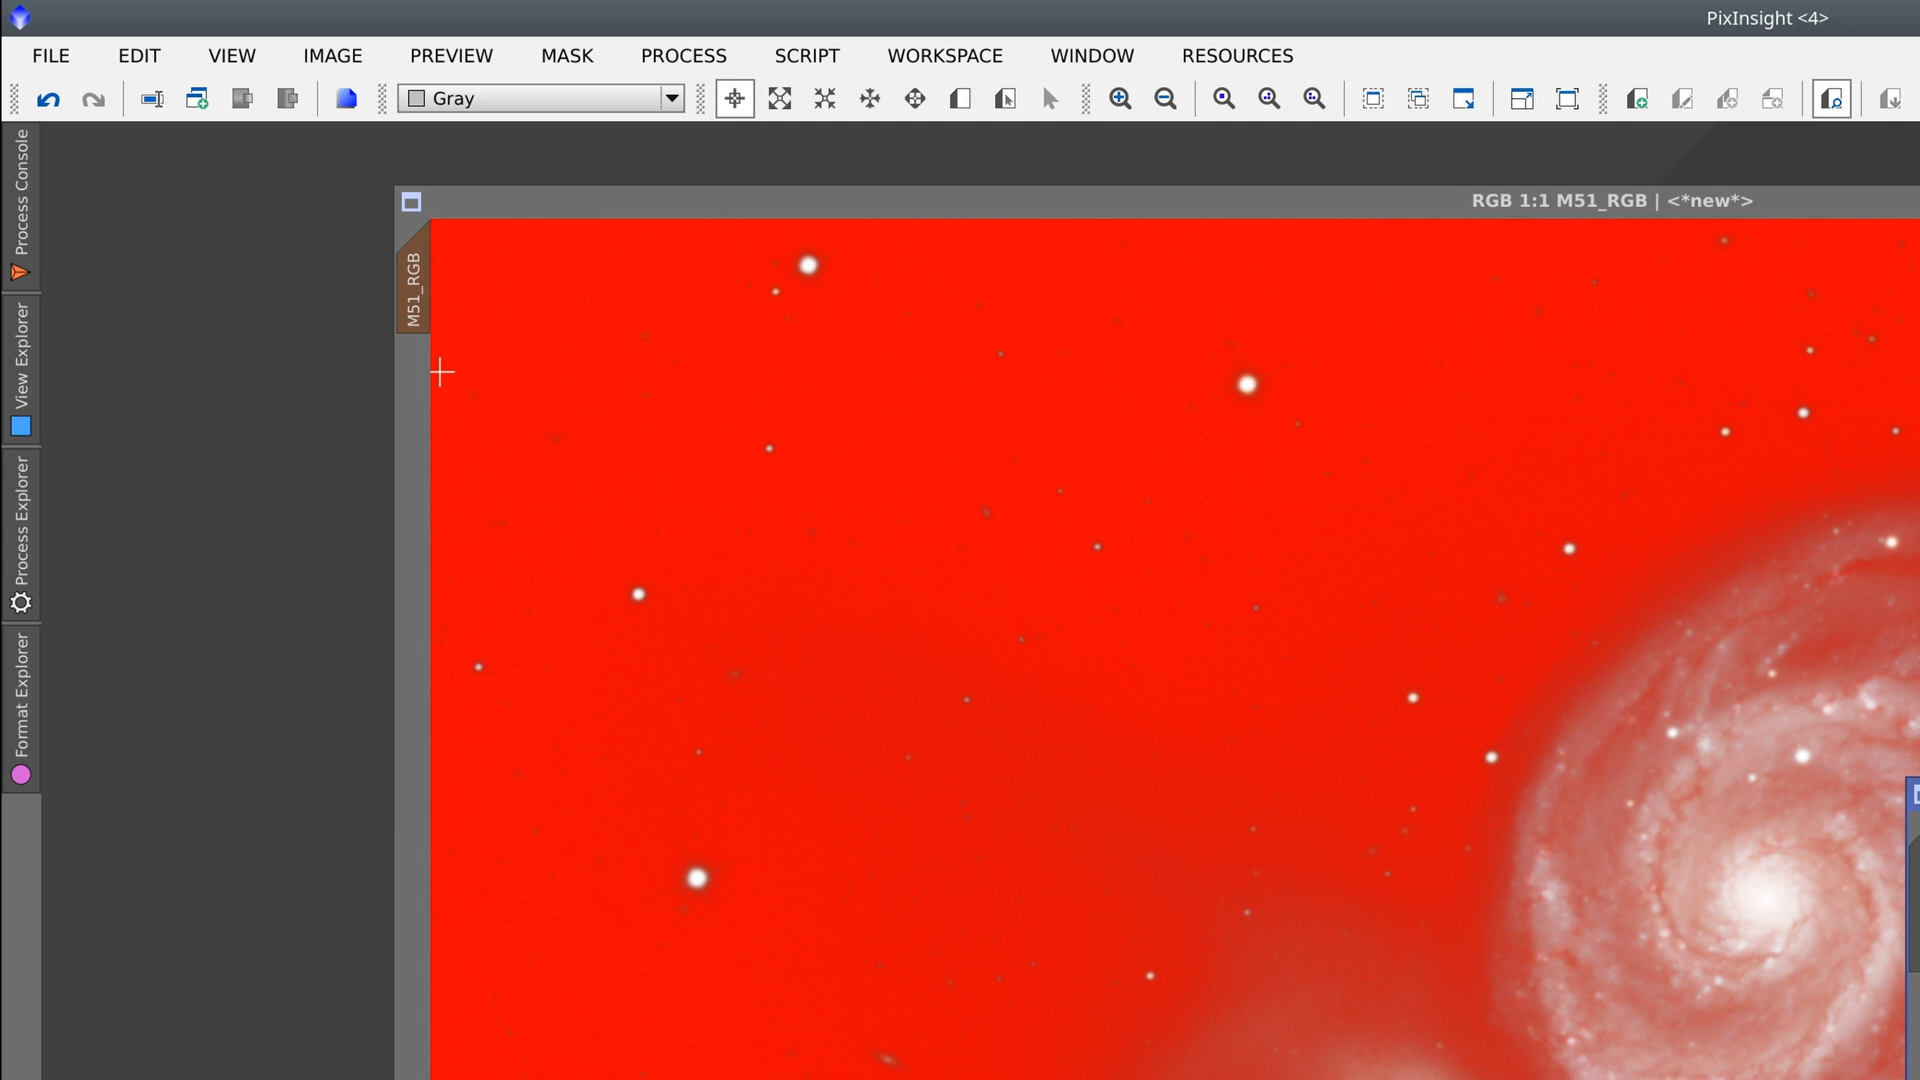 PixInsight <4>
FILE EDIT VIEW IMAGE PREVIEW MASK PROCESS SCRIPT WORKSPACE WINDOW RESOURCES
Gray
Process Console
View Explorer
Process Explorer
Format Explorer
RGB 1:1 M51_RGB | <*new*>
M51_RGB